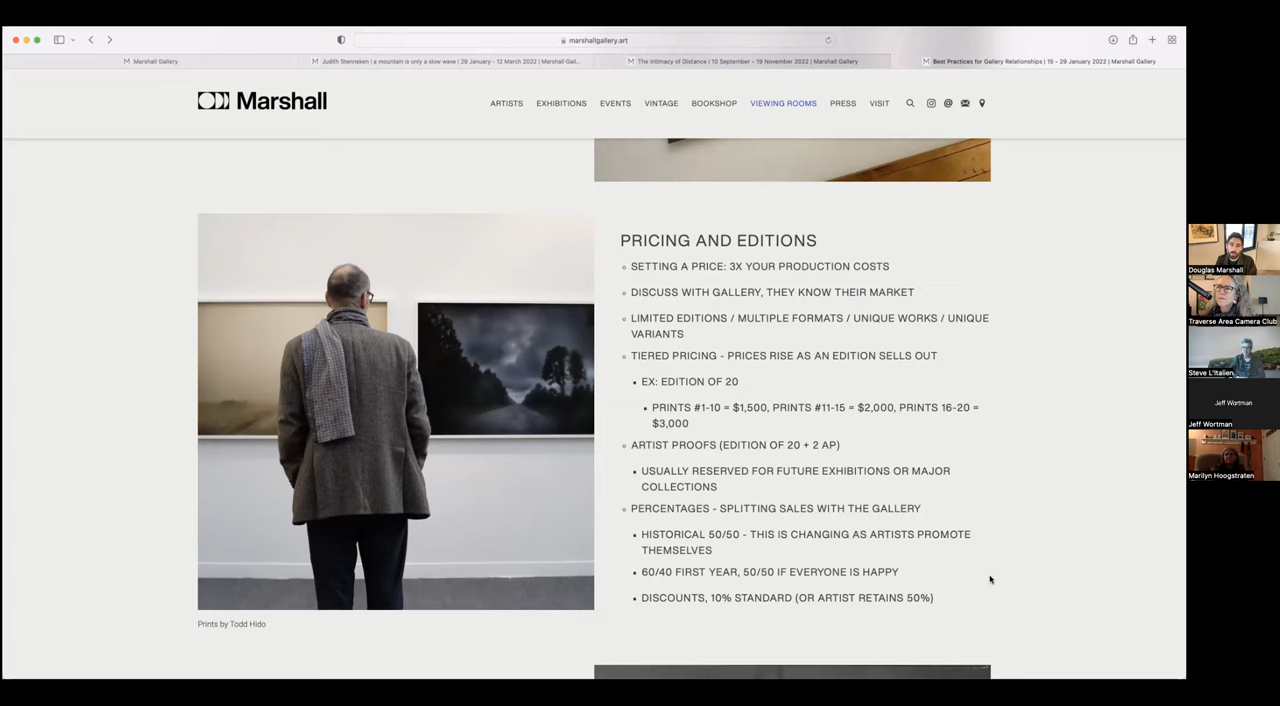 marshallgallery.art
Marshall Gallery
Judith Stenneken | a mountain is only a slow wave | 29 January - 12 March 2022 | Marshall Gall...
The Intimacy of Distance | 10 September - 19 November 2022 | Marshall Gallery
Best Practices for Gallery Relationships | 15 - 29 January 2022 | Marshall Gallery
Marshall
ARTISTS EXHIBITIONS EVENTS VINTAGE BOOKSHOP VIEWING ROOMS PRESS VISIT
PRICING AND EDITIONS
SETTING A PRICE: 3X YOUR PRODUCTION COSTS
DISCUSS WITH GALLERY, THEY KNOW THEIR MARKET
LIMITED EDITIONS / MULTIPLE FORMATS / UNIQUE WORKS / UNIQUE
VARIANTS
TIERED PRICING - PRICES RISE AS AN EDITION SELLS OUT
EX: EDITION OF 20
PRINTS #1-10 = $1,500, PRINTS #11-15 = $2,000, PRINTS 16-20 =
$3,000
ARTIST PROOFS (EDITION OF 20 + 2 AP)
USUALLY RESERVED FOR FUTURE EXHIBITIONS OR MAJOR
COLLECTIONS
PERCENTAGES - SPLITTING SALES WITH THE GALLERY
HISTORICAL 50/50 - THIS IS CHANGING AS ARTISTS PROMOTE
THEMSELVES
60/40 FIRST YEAR, 50/50 IF EVERYONE IS HAPPY
DISCOUNTS, 10% STANDARD (OR ARTIST RETAINS 50%)
Prints by Todd Hido
Douglas Marshall
Traverse Area Camera Club
Steve L'Italien
Jeff Wortman
Jeff Wortman
Marilyn Hoogstraten